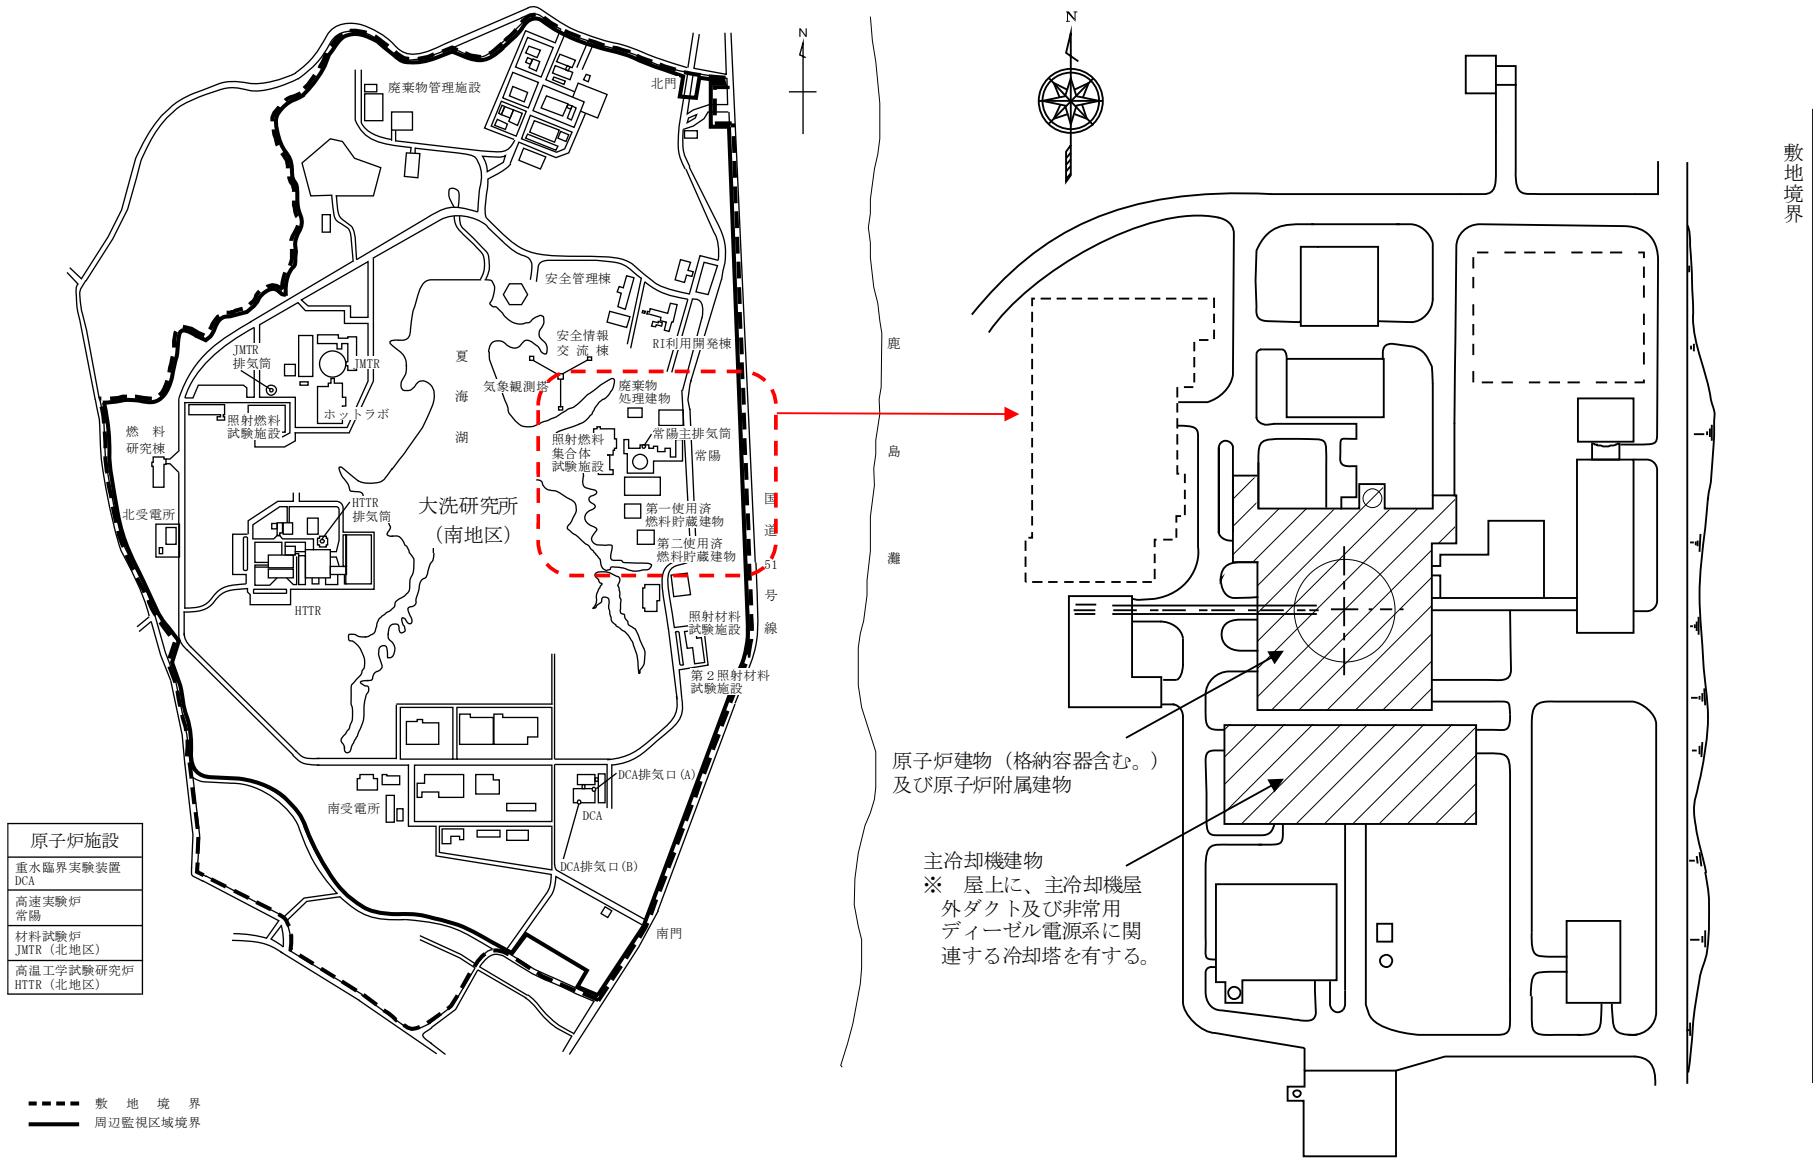 N
廃棄物管理施設
北門
安全管理棟
安全情報
交 流 棟
RI利用開発棟
JMTR
排気筒
JMTR
夏
海
湖
気象観測塔
廃棄物
処理建物
ホットラボ
照射燃料
試験施設
燃 料
研究棟
照射燃料
集合体
試験施設
常陽主排気筒
常陽
北受電所
HTTR
排気筒
HTTR
大洗研究所
（南地区）
第一使用済
燃料貯蔵建物
第二使用済
燃料貯蔵建物
国
道
51
号
線
照射材料
試験施設
第２照射材料
試験施設
南受電所
DCA排気口(A)
DCA
DCA排気口(B)
南門
鹿
島
灘
原子炉施設
重水臨界実験装置
DCA
高速実験炉
常陽
材料試験炉
JMTR（北地区）
高温工学試験研究炉
HTTR（北地区）
敷 地 境 界
周辺監視区域境界
N
敷地境界
原子炉建物（格納容器含む。）
及び原子炉附属建物
主冷却機建物
※ 屋上に、主冷却機屋
外ダクト及び非常用
ディーゼル電源系に関
連する冷却塔を有する。